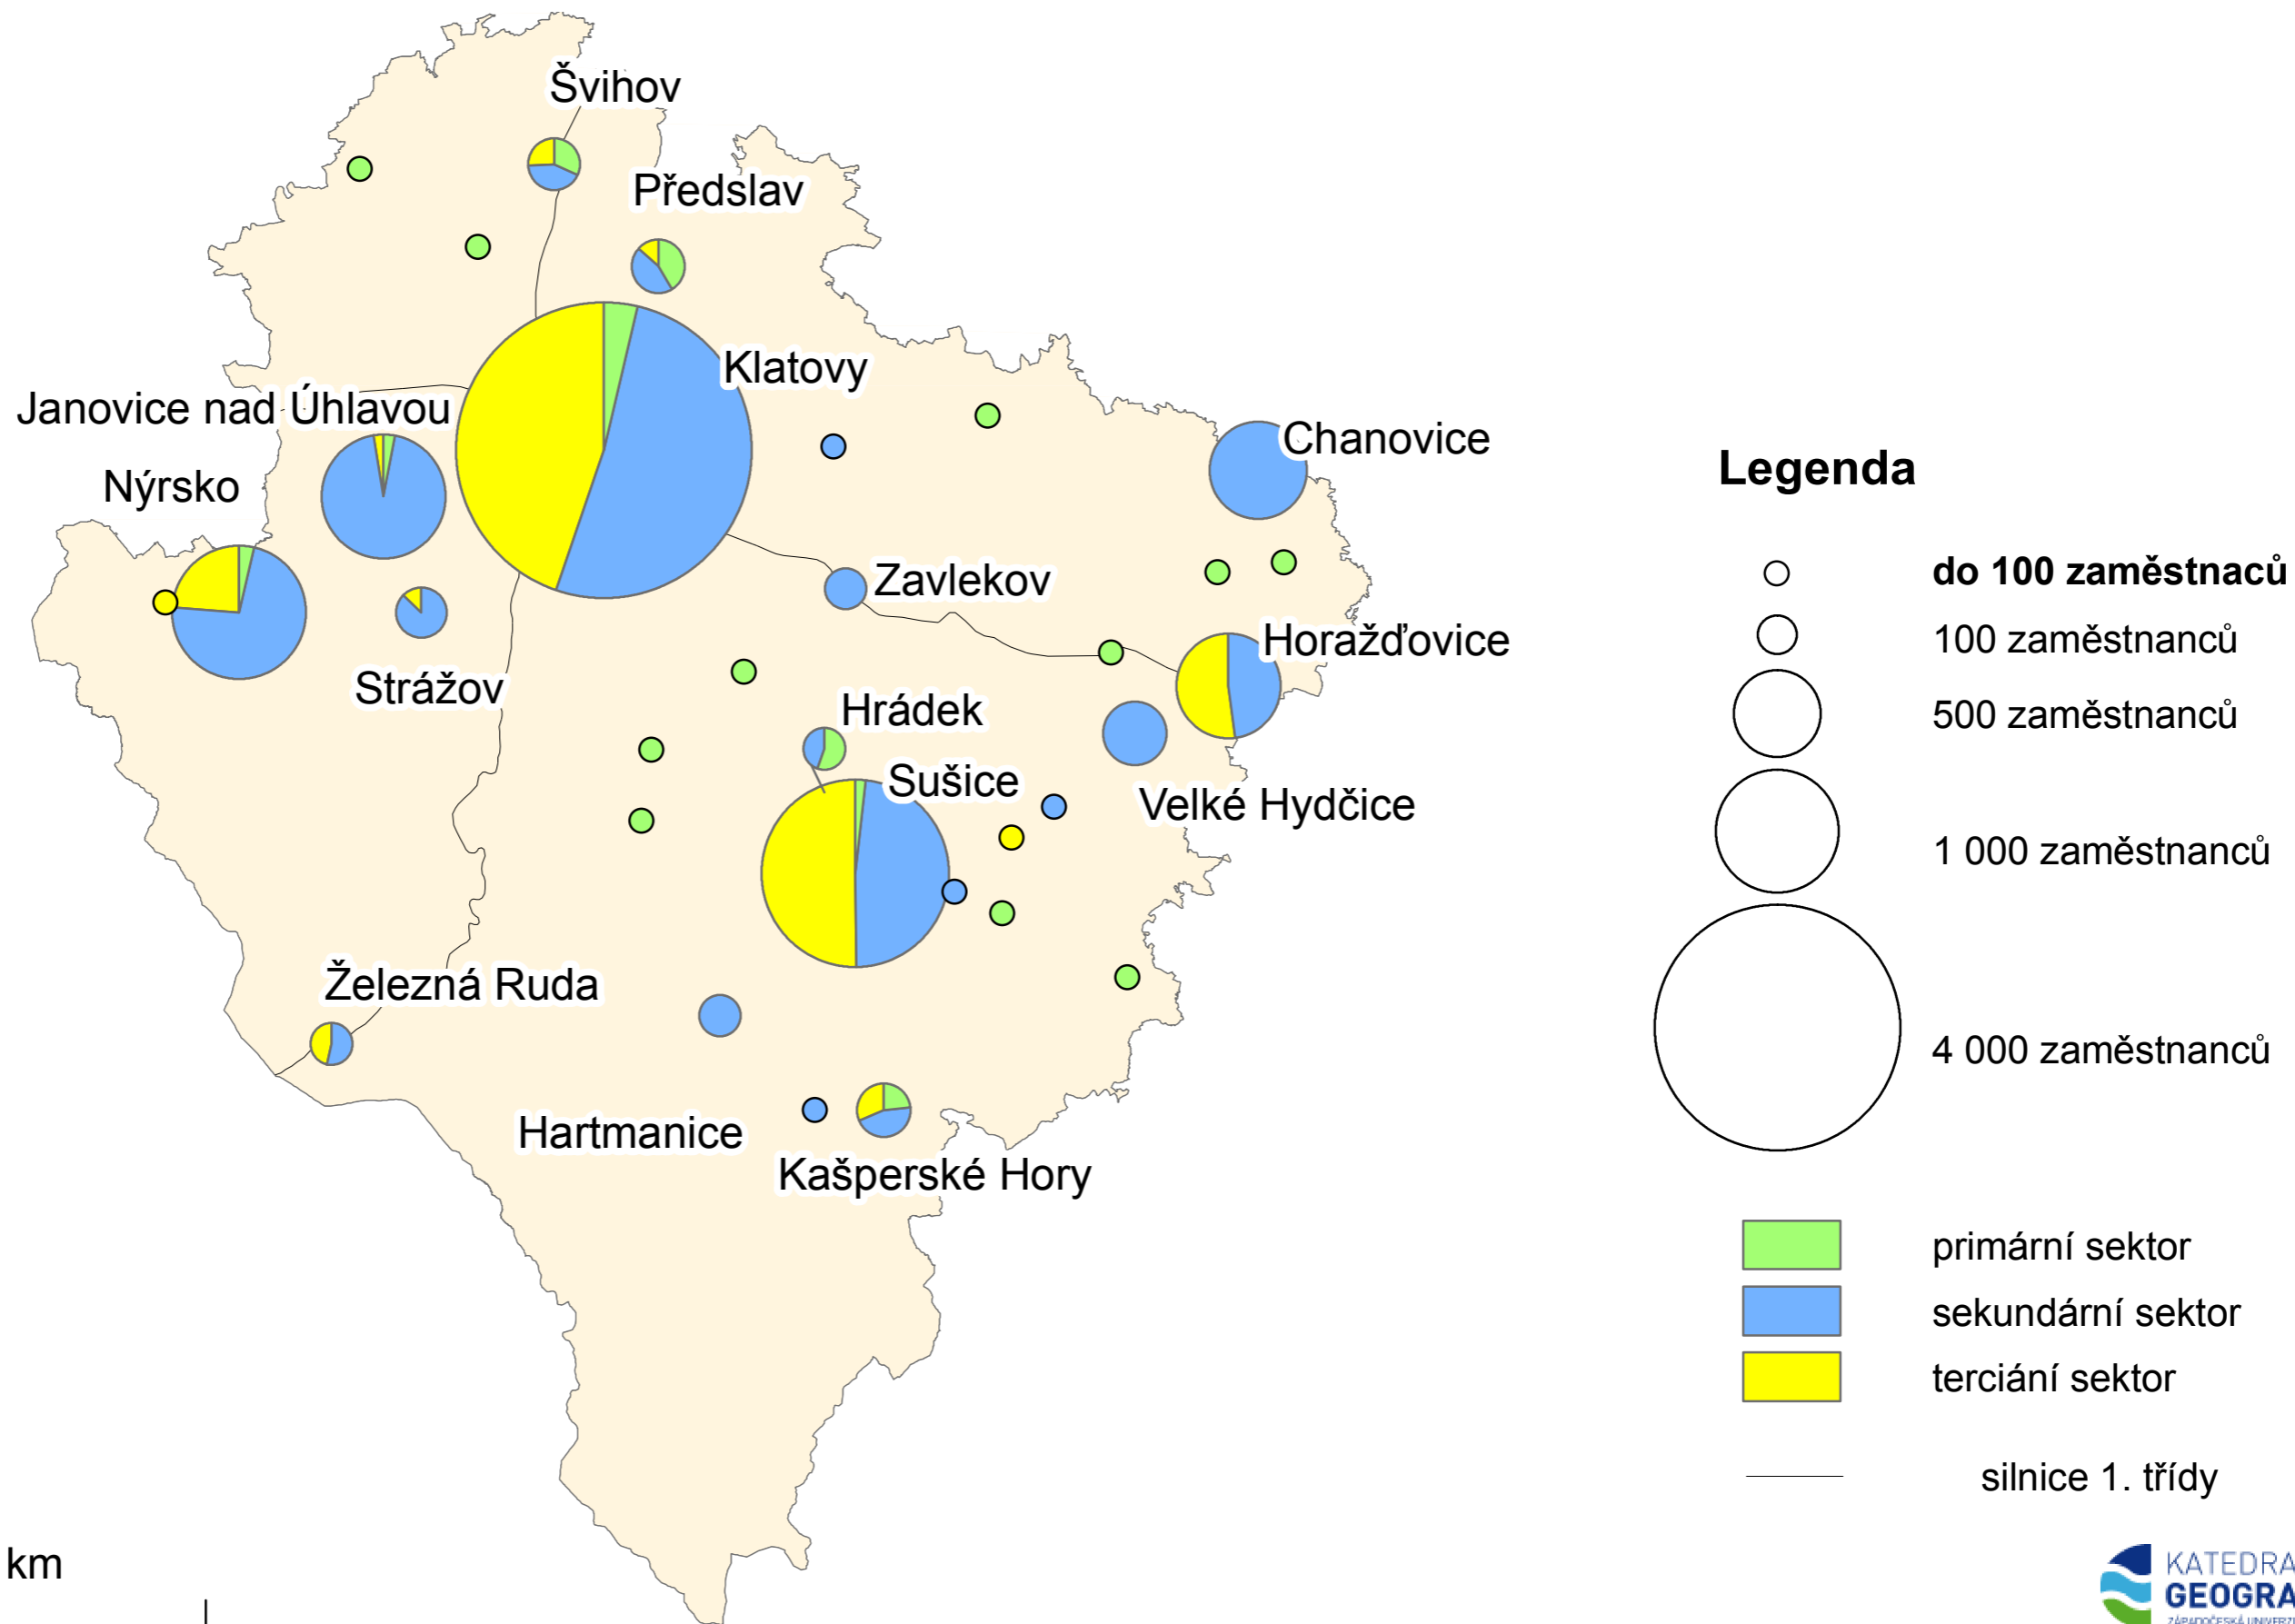 Švihov
Předslav
Klatovy
Janovice nad Úhlavou
Nýrsko
Chanovice
Zavlekov
Strážov
Horažďovice
Hrádek
Sušice
Velké Hydčice
Železná Ruda
Hartmanice
Kašperské Hory
km
Legenda
do 100 zaměstnaců
100 zaměstnanců
500 zaměstnanců
1 000 zaměstnanců
4 000 zaměstnanců
primární sektor
sekundární sektor
terciání sektor
silnice 1. třídy
KATEDRA
GEOGRA